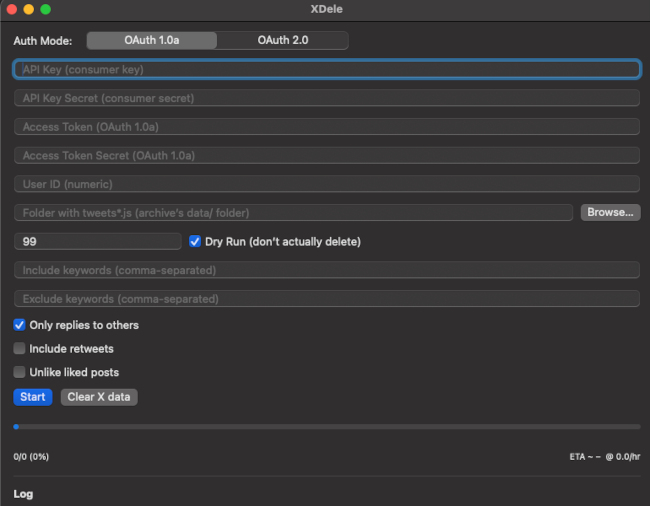 XDele
Auth Mode: OAuth 1.0a OAuth 2.0
API Key (consumer key)
API Key Secret (consumer secret)
Access Token (OAuth 1.0a)
Access Token Secret (OAuth 1.0a)
User ID (numeric)
Folder with tweets*.js (archive's data/ folder) Browse...
99 Dry Run (don't actually delete)
Include keywords (comma-separated)
Exclude keywords (comma-separated)
Only replies to others
Include retweets
Unlike liked posts
Start Clear X data
0/0 (0%) ETA ~ – @ 0.0/hr
Log